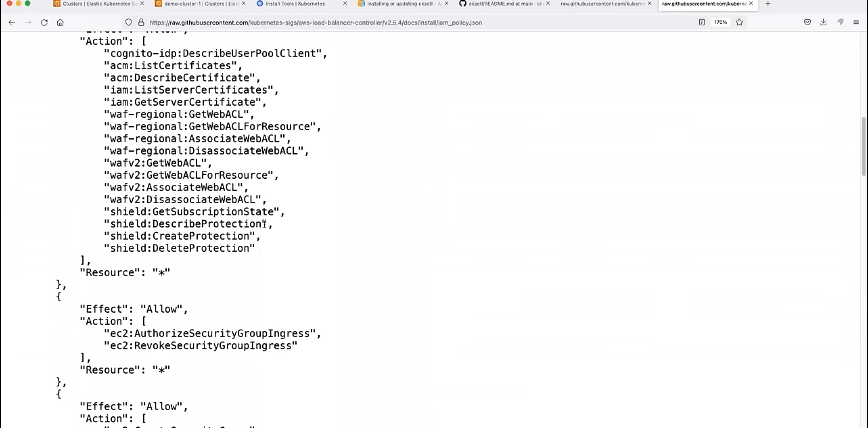 Clusters | Elastic Kubernetes Se
demo-cluster-1 | Clusters | Elas
Install Tools | Kubernetes
Installing or updating eksctl - A
eksctl/README.md at main · ek
raw.githubusercontent.com/kubern
raw.githubusercontent.com/kuberne
https://raw.githubusercontent.com/kubernetes-sigs/aws-load-balancer-controller/v2.5.4/docs/install/iam_policy.json
170%
"Effect": "Allow",
"Action": [
"cognito-idp:DescribeUserPoolClient",
"acm:ListCertificates",
"acm:DescribeCertificate",
"iam:ListServerCertificates",
"iam:GetServerCertificate",
"waf-regional:GetWebACL",
"waf-regional:GetWebACLForResource",
"waf-regional:AssociateWebACL",
"waf-regional:DisassociateWebACL",
"wafv2:GetWebACL",
"wafv2:GetWebACLForResource",
"wafv2:AssociateWebACL",
"wafv2:DisassociateWebACL",
"shield:GetSubscriptionState",
"shield:DescribeProtection",
"shield:CreateProtection",
"shield:DeleteProtection"
],
"Resource": "*"
},
{
"Effect": "Allow",
"Action": [
"ec2:AuthorizeSecurityGroupIngress",
"ec2:RevokeSecurityGroupIngress"
],
"Resource": "*"
},
{
"Effect": "Allow",
"Action": [